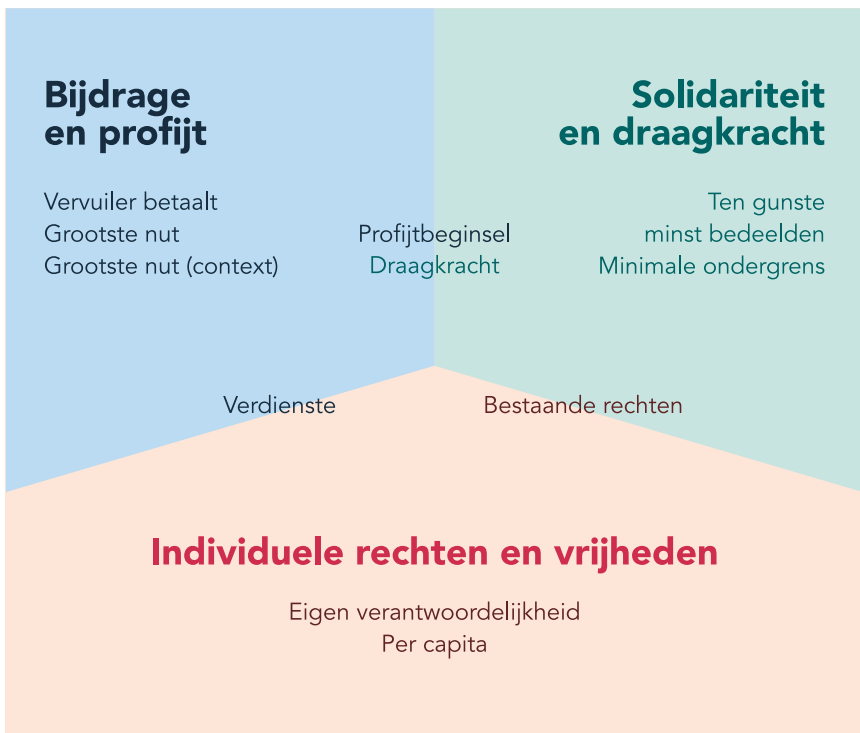 Bijdrage
en profijt
Vervuiler betaalt
Grootste nut
Grootste nut (context)
Profijtbeginsel
Draagkracht
Solidariteit
en draagkracht
Ten gunste
minst bedeelden
Minimale ondergrens
Verdienste
Bestaande rechten
Individuele rechten en vrijheden
Eigen verantwoordelijkheid
Per capita